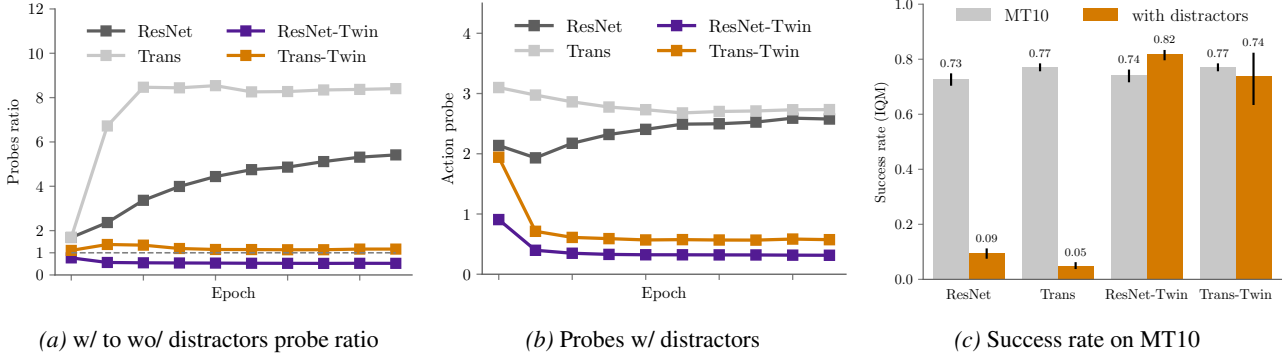 12
10
8
6
4
2
1
0
Probes ratio
Epoch
ResNet
Trans
ResNet-Twin
Trans-Twin
(a) w/ to wo/ distractors probe ratio
4
3
2
1
0
Action probe
Epoch
ResNet
Trans
ResNet-Twin
Trans-Twin
(b) Probes w/ distractors
MT10
with distractors
1.0
0.8
0.6
0.4
0.2
0.0
Success rate (IQM)
0.73
0.09
0.77
0.05
0.74
0.82
0.77
0.74
ResNet
Trans
ResNet-Twin
Trans-Twin
(c) Success rate on MT10